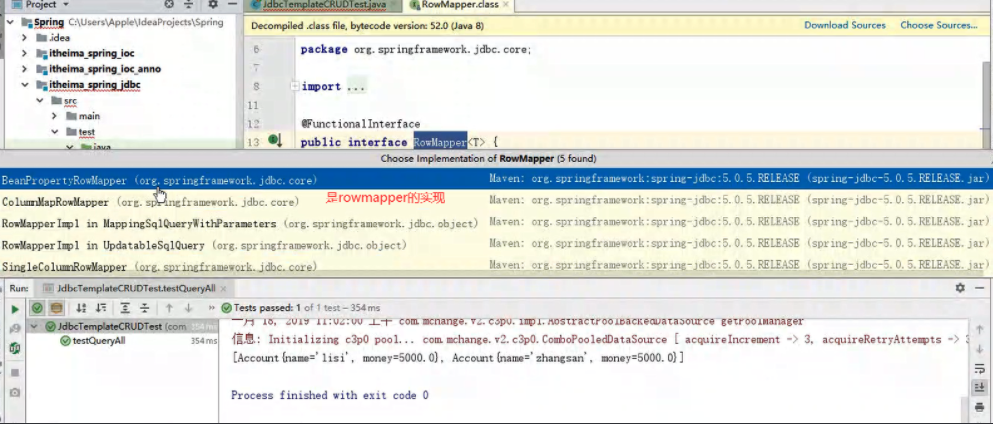 Project
JdbcTemplateCRUDTest.java
RowMapper.class
Spring C:\Users\Apple\IdeaProjects\Spring
.idea
itheima_spring_ioc
itheima_spring_ioc_anno
itheima_spring_jdbc
src
main
test
java
Decompiled .class file, bytecode version: 52.0 (Java 8)
Download Sources Choose Sources...
6 package org.springframework.jdbc.core;
7
8 import ...
11
12 @FunctionalInterface
13 public interface RowMapper<T> {
Choose Implementation of RowMapper (5 found)
BeanPropertyRowMapper (org.springframework.jdbc.core) Maven: org.springframework:spring-jdbc:5.0.5.RELEASE (spring-jdbc-5.0.5.RELEASE.jar)
ColumnMapRowMapper (org.springframework.jdbc.core) 是rowmapper的实现 Maven: org.springframework:spring-jdbc:5.0.5.RELEASE (spring-jdbc-5.0.5.RELEASE.jar)
RowMapperImpl in MappingSqlQueryWithParameters (org.springframework.jdbc.object) Maven: org.springframework:spring-jdbc:5.0.5.RELEASE (spring-jdbc-5.0.5.RELEASE.jar)
RowMapperImpl in UpdatableSqlQuery (org.springframework.jdbc.object) Maven: org.springframework:spring-jdbc:5.0.5.RELEASE (spring-jdbc-5.0.5.RELEASE.jar)
SingleColumnRowMapper (org.springframework.jdbc.core) Maven: org.springframework:spring-jdbc:5.0.5.RELEASE (spring-jdbc-5.0.5.RELEASE.jar)
Run: JdbcTemplateCRUDTest.testQueryAll
Tests passed: 1 of 1 test – 354 ms
JdbcTemplateCRUDTest (com 354 ms
testQueryAll 354 ms
一月 18, 2019 11:02:00 上午 com.mchange.v2.c3p0.impl.AbstractPoolBackedDataSource getPoolManager
信息: Initializing c3p0 pool... com.mchange.v2.c3p0.ComboPooledDataSource [ acquireIncrement -> 3, acquireRetryAttempts -> 3
[Account{name='lisi', money=5000.0}, Account{name='zhangsan', money=5000.0}]
Process finished with exit code 0